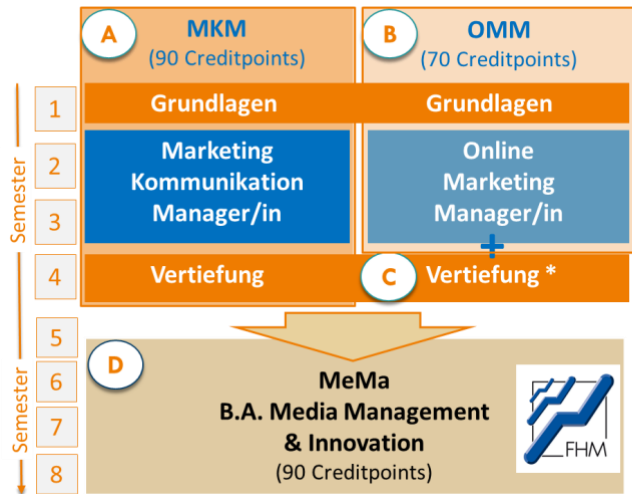 A
MKM
(90 Creditpoints)
B
OMM
(70 Creditpoints)
Semester
1
Grundlagen
Grundlagen
2
3
Marketing
Kommunikation
Manager/in
Online
Marketing
Manager/in
+
4
Vertiefung
C
Vertiefung *
Semester
5
6
7
8
D
MeMa
B.A. Media Management
& Innovation
(90 Creditpoints)
FHM